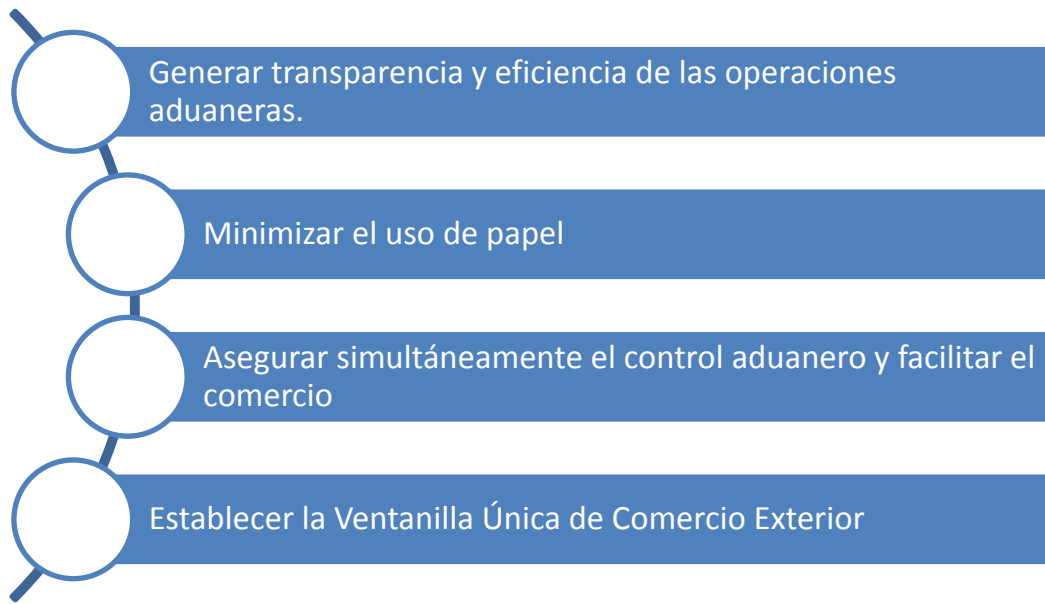 Generar transparencia y eficiencia de las operaciones
aduaneras.
Minimizar el uso de papel
Asegurar simultáneamente el control aduanero y facilitar el
comercio
Establecer la Ventanilla Única de Comercio Exterior